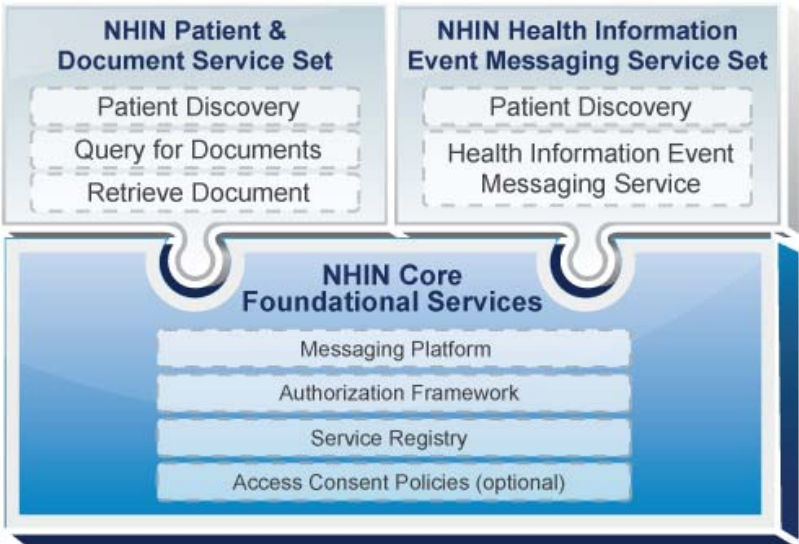 NHIN Patient &
Document Service Set
Patient Discovery
Query for Documents
Retrieve Document
NHIN Health Information
Event Messaging Service Set
Patient Discovery
Health Information Event
Messaging Service
NHIN Core
Foundational Services
Messaging Platform
Authorization Framework
Service Registry
Access Consent Policies (optional)